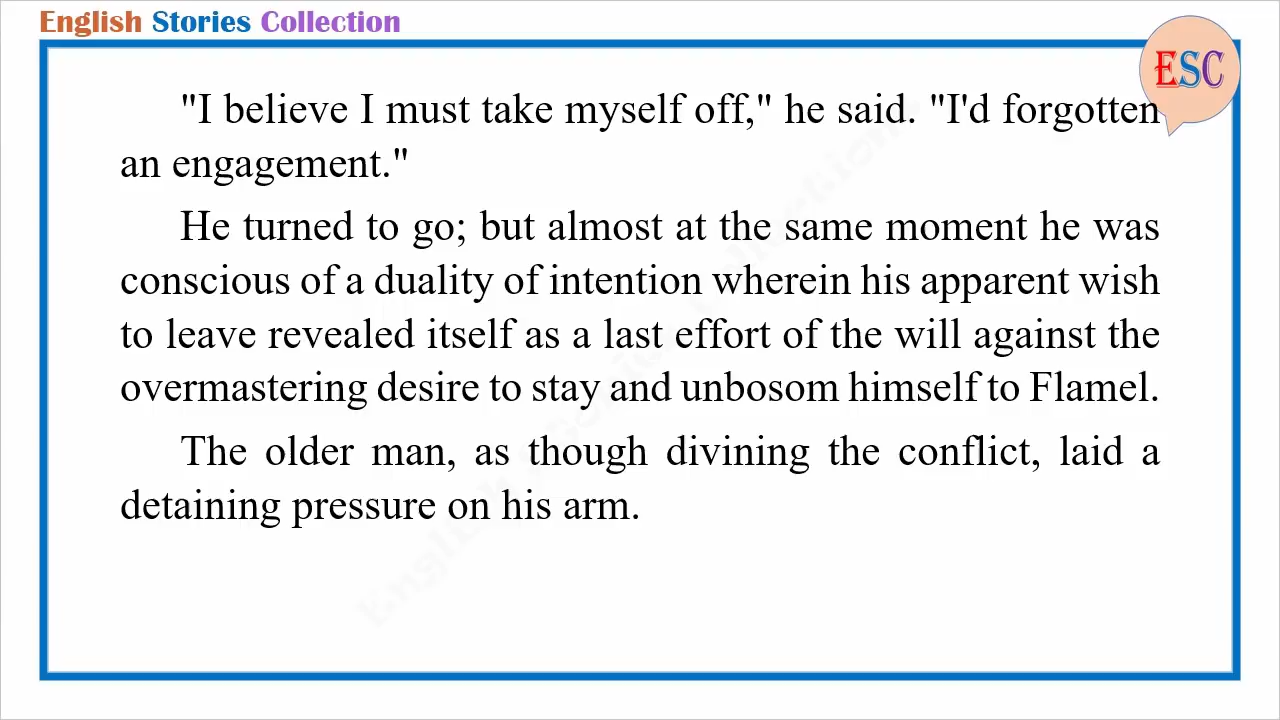 English Stories Collection
ESC
"I believe I must take myself off," he said. "I'd forgotten
an engagement."
He turned to go; but almost at the same moment he was
conscious of a duality of intention wherein his apparent wish
to leave revealed itself as a last effort of the will against the
overmastering desire to stay and unbosom himself to Flamel.
The older man, as though divining the conflict, laid a
detaining pressure on his arm.
English Stories Collection